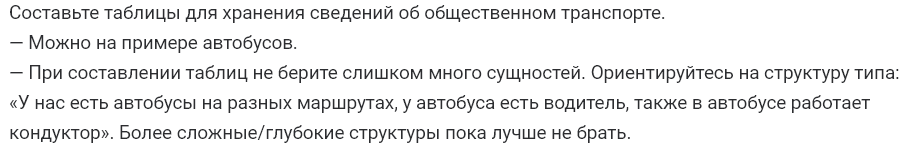 Составьте таблицы для хранения сведений об общественном транспорте.
— Можно на примере автобусов.
— При составлении таблиц не берите слишком много сущностей. Ориентируйтесь на структуру типа:
«У нас есть автобусы на разных маршрутах, у автобуса есть водитель, также в автобусе работает
кондуктор». Более сложные/глубокие структуры пока лучше не брать.